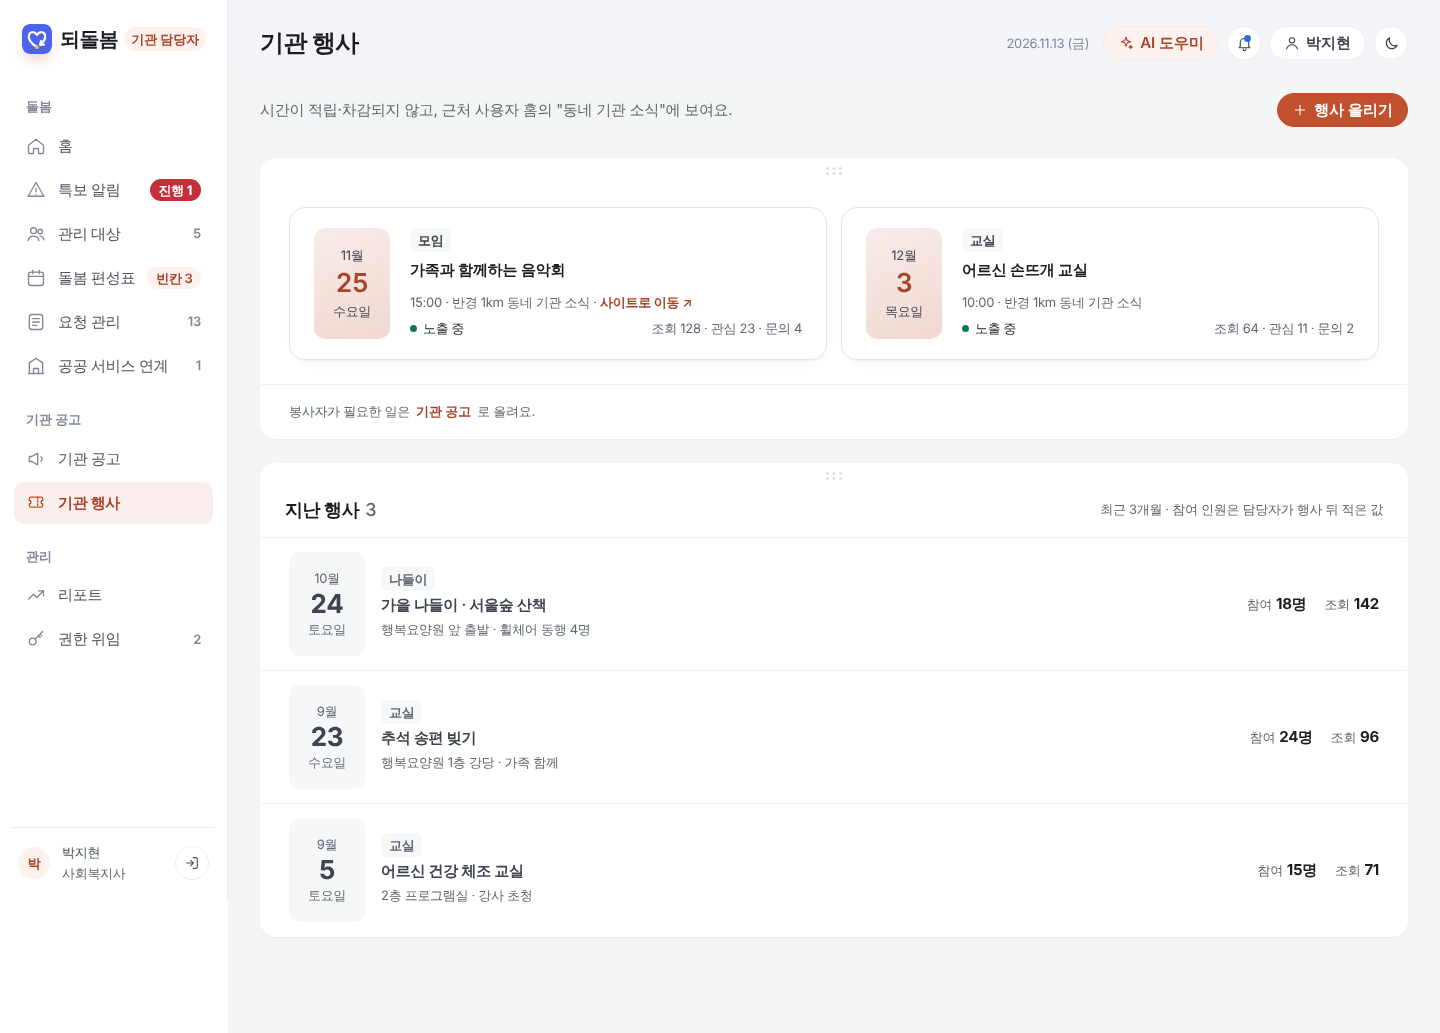 되돌봄 기관 담당자
돌봄
홈
특보 알림 진행 1
관리 대상 5
돌봄 편성표 빈칸 3
요청 관리 13
공공 서비스 연계 1
기관 공고
기관 공고
기관 행사
관리
리포트
권한 위임 2
박 박지현
사회복지사
기관 행사
2026.11.13 (금) AI 도우미 박지현
시간이 적립·차감되지 않고, 근처 사용자 홈의 "동네 기관 소식"에 보여요.
행사 올리기
11월
25
수요일
모임
가족과 함께하는 음악회
15:00 · 반경 1km 동네 기관 소식 · 사이트로 이동
노출 중 조회 128 · 관심 23 · 문의 4
12월
3
목요일
교실
어르신 손뜨개 교실
10:00 · 반경 1km 동네 기관 소식
노출 중 조회 64 · 관심 11 · 문의 2
봉사자가 필요한 일은 기관 공고 로 올려요.
지난 행사 3
최근 3개월 · 참여 인원은 담당자가 행사 뒤 적은 값
10월
24
토요일
나들이
가을 나들이 · 서울숲 산책
행복요양원 앞 출발 · 휠체어 동행 4명
참여 18명 조회 142
9월
23
수요일
교실
추석 송편 빚기
행복요양원 1층 강당 · 가족 함께
참여 24명 조회 96
9월
5
토요일
교실
어르신 건강 체조 교실
2층 프로그램실 · 강사 초청
참여 15명 조회 71